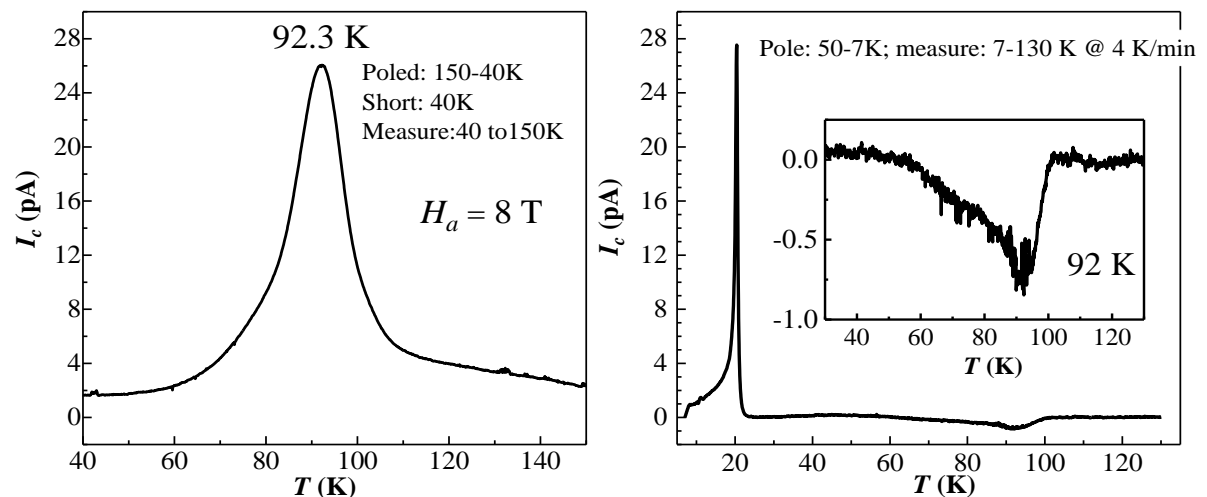 28
24
20
16
12
8
4
0
I_c (pA)
92.3 K
Poled: 150-40K
Short: 40K
Measure:40 to150K
H_a = 8 T
40 60 80 100 120 140
T (K)
28
24
20
16
12
8
4
0
I_c (pA)
Pole: 50-7K; measure: 7-130 K @ 4 K/min
0.0
-0.5
-1.0
I_c (pA)
92 K
40 60 80 100 120
T (K)
20 40 60 80 100 120
T (K)